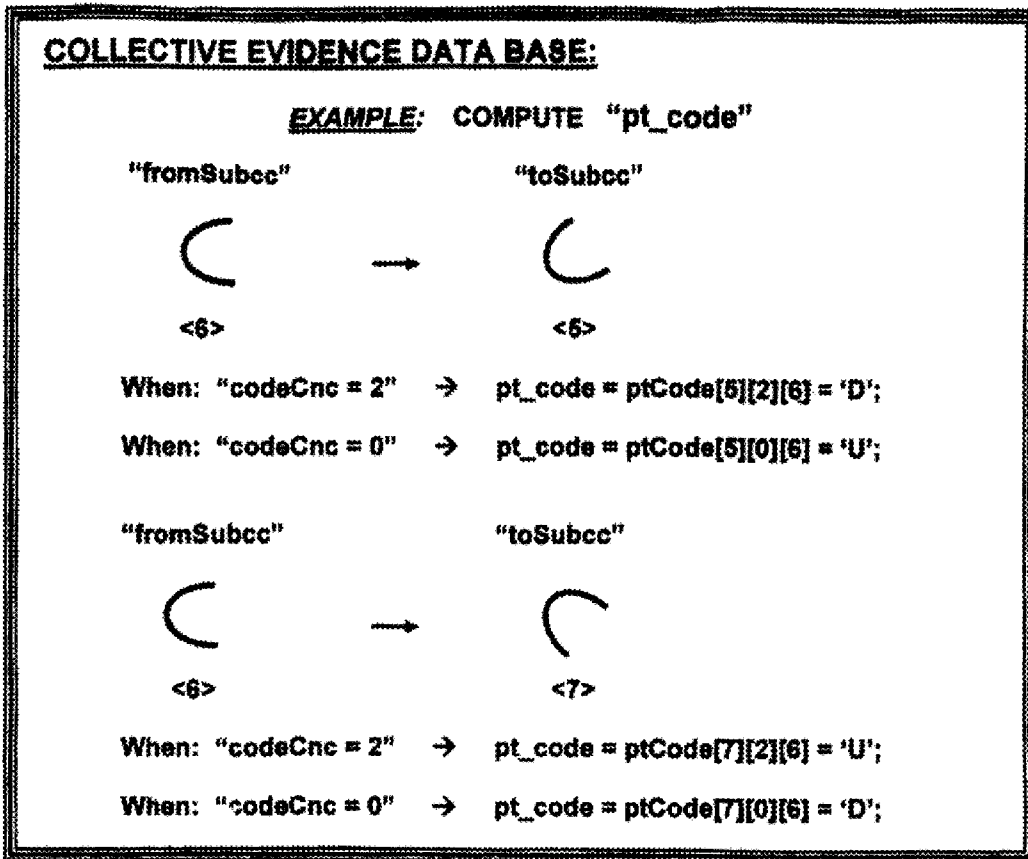 COLLECTIVE EVIDENCE DATA BASE:
EXAMPLE: COMPUTE "pt_code"
"fromSubcc" "toSubcc"
<6> <5>
When: "codeCnc = 2" → pt_code = ptCode[5][2][6] = 'D';
When: "codeCnc = 0" → pt_code = ptCode[5][0][6] = 'U';
"fromSubcc" "toSubcc"
<6> <7>
When: "codeCnc = 2" → pt_code = ptCode[7][2][6] = 'U';
When: "codeCnc = 0" → pt_code = ptCode[7][0][6] = 'D';